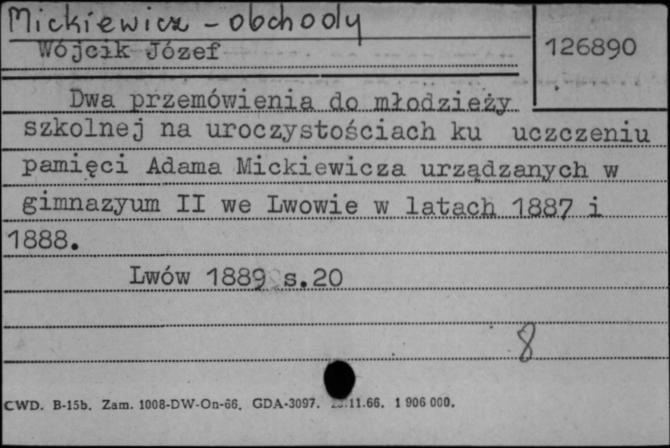 Mickiewicz - obchody
Wójcik Józef
126890
Dwa przemówienia do młodzieży
szkolnej na uroczystościach ku uczczeniu
pamięci Adama Mickiewicza urządzanych w
gimnazyum II we Lwowie w latach 1887 i
1888.
Lwów 1889 s.20
8
CWD. B-15b. Zam. 1008-DW-On-66. GDA-3097. .11.66. 1 906 000.